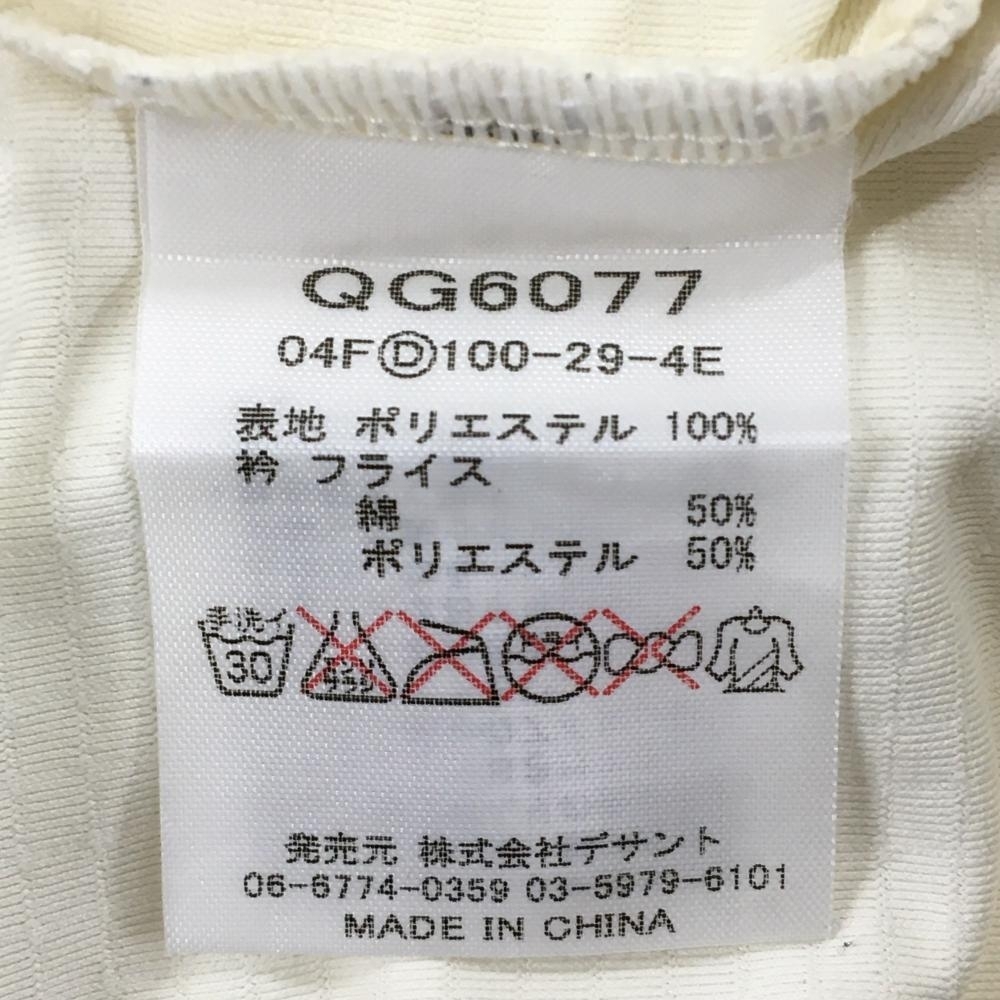 QG6077
04FⒹ100-29-4E
表地 ポリエステル 100%
衿 フライス
綿 50%
ポリエステル 50%
手洗イ
30
発売元 株式会社デサント
06-6774-0359 03-5979-6101
MADE IN CHINA